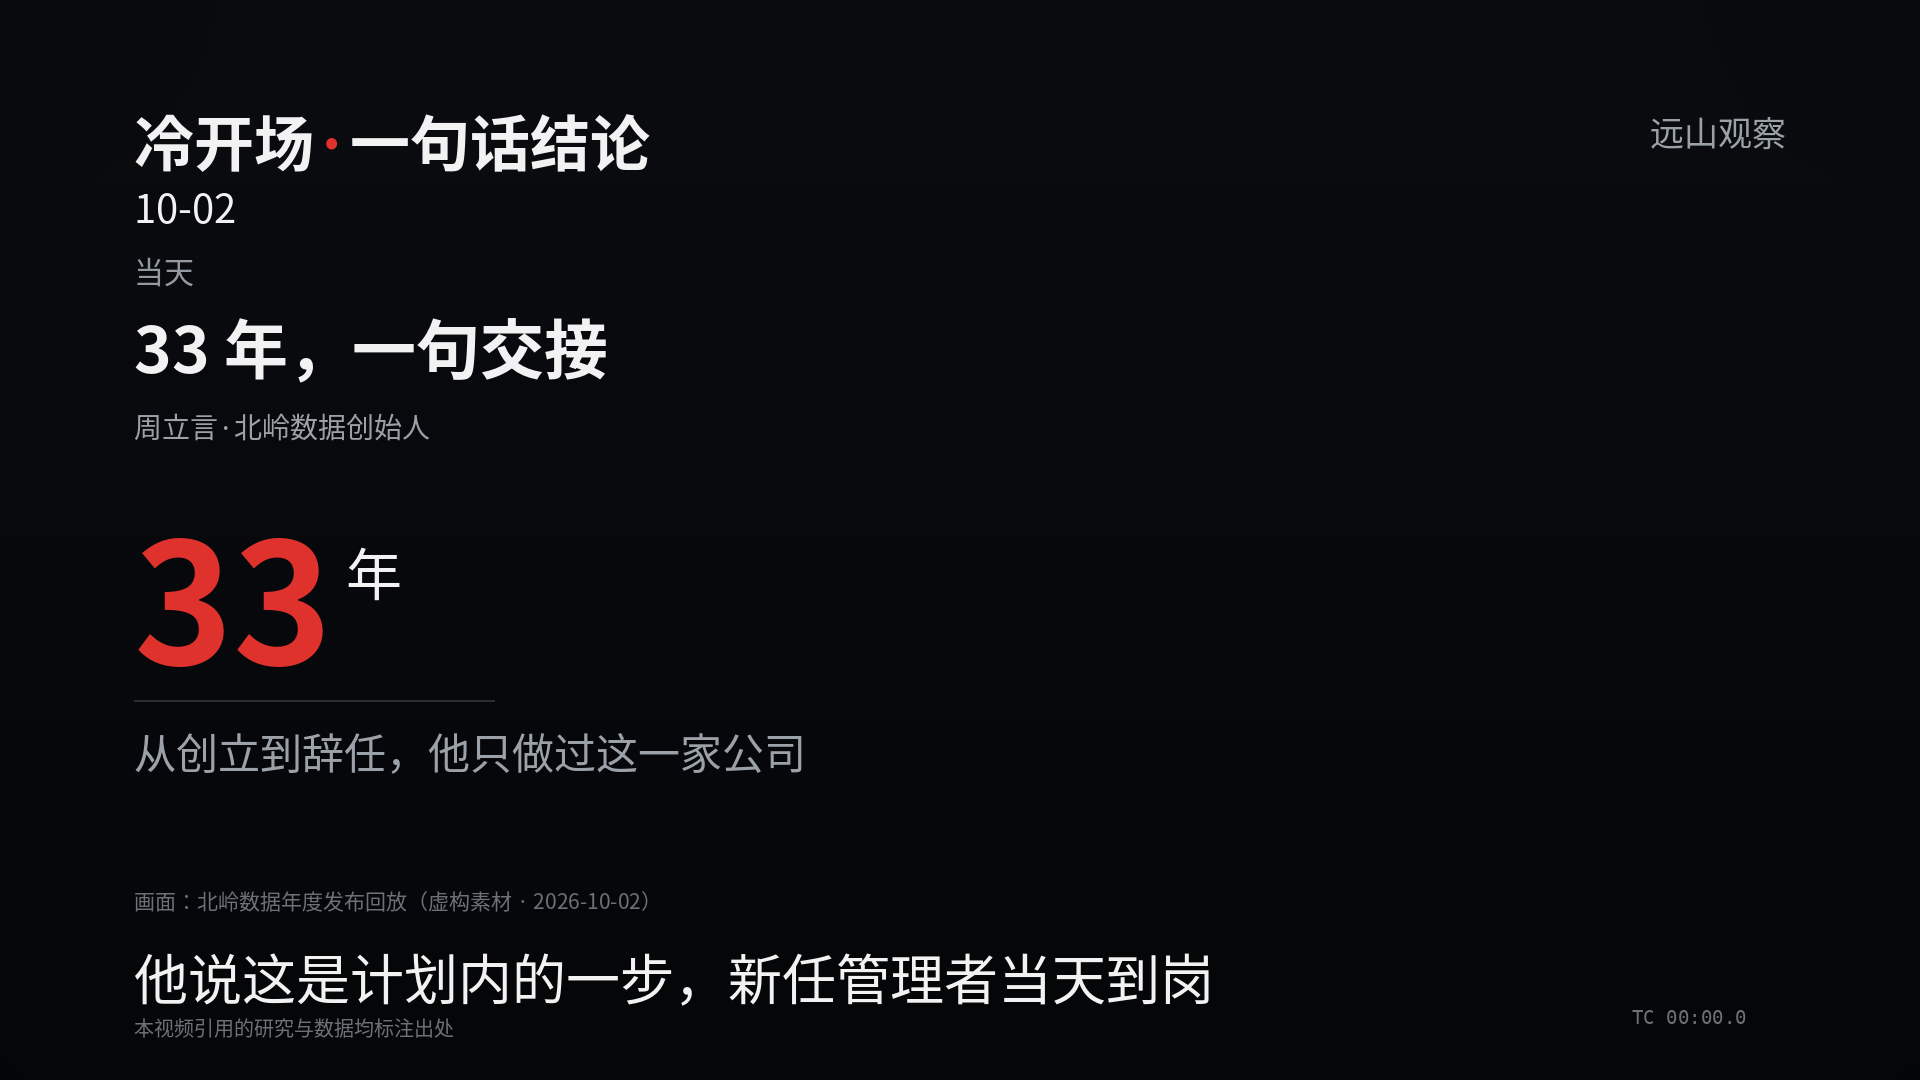 冷开场·一句话结论
远山观察
10-02
当天
33 年，一句交接
周立言·北岭数据创始人
33 年
从创立到辞任，他只做过这一家公司
画面：北岭数据年度发布回放（虚构素材 · 2026-10-02）
他说这是计划内的一步，新任管理者当天到岗
本视频引用的研究与数据均标注出处
TC 00:00.0